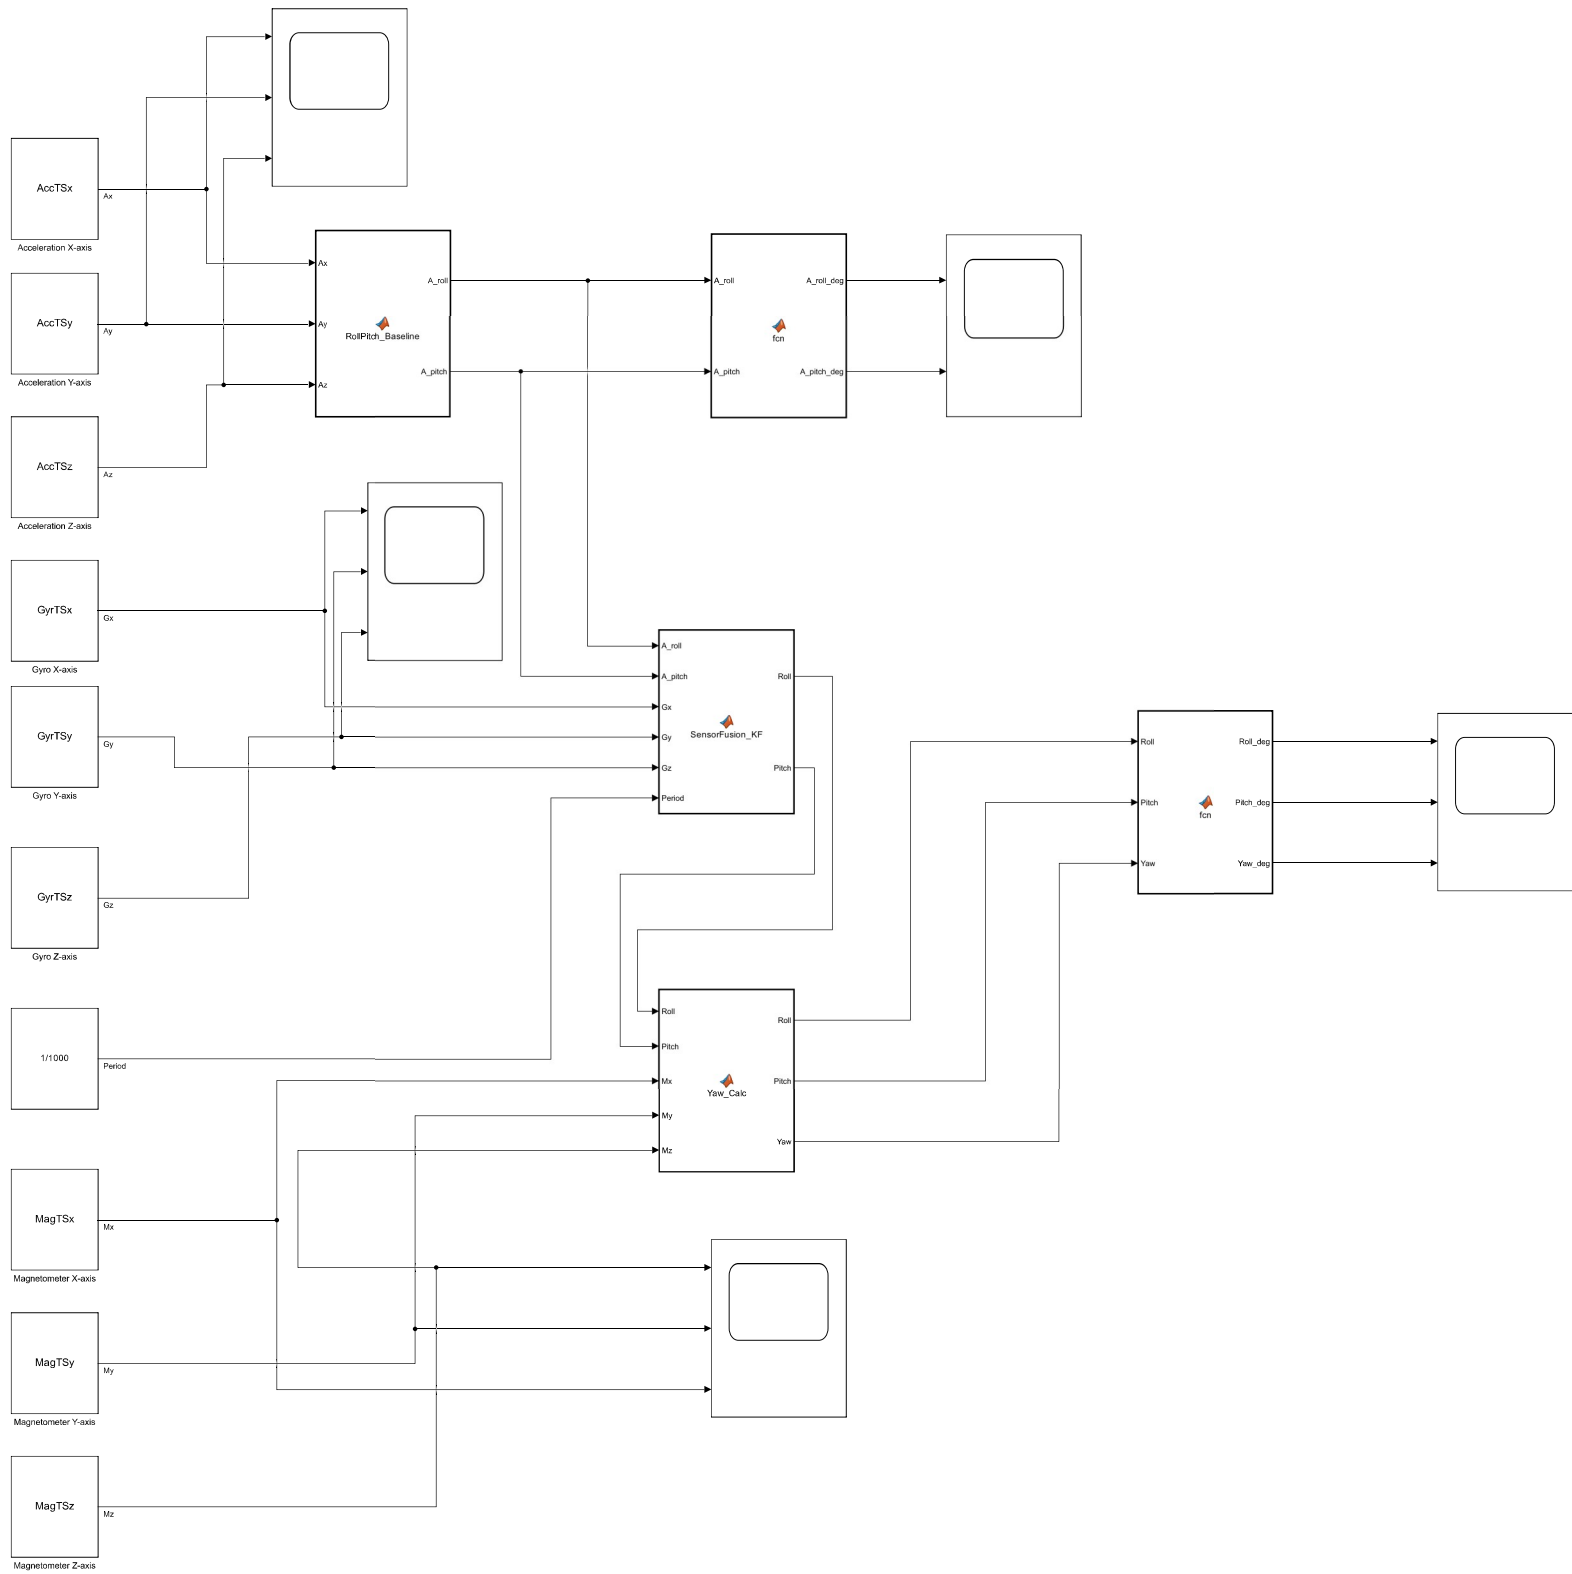 AccTSx
Ax
Acceleration X-axis
AccTSy
Ay
Acceleration Y-axis
AccTSz
Az
Acceleration Z-axis
Ax
Ay
Az
RollPitch_Baseline
A_roll
A_pitch
A_roll
A_pitch
fcn
A_roll_deg
A_pitch_deg
GyrTSx
Gx
Gyro X-axis
GyrTSy
Gy
Gyro Y-axis
GyrTSz
Gz
Gyro Z-axis
A_roll
A_pitch
Gx
Gy
Gz
Period
SensorFusion_KF
Roll
Pitch
1/1000
Period
Roll
Pitch
Mx
My
Mz
Yaw_Calc
Roll
Pitch
Yaw
Roll
Pitch
Yaw
fcn
Roll_deg
Pitch_deg
Yaw_deg
MagTSx
Mx
Magnetometer X-axis
MagTSy
My
Magnetometer Y-axis
MagTSz
Mz
Magnetometer Z-axis